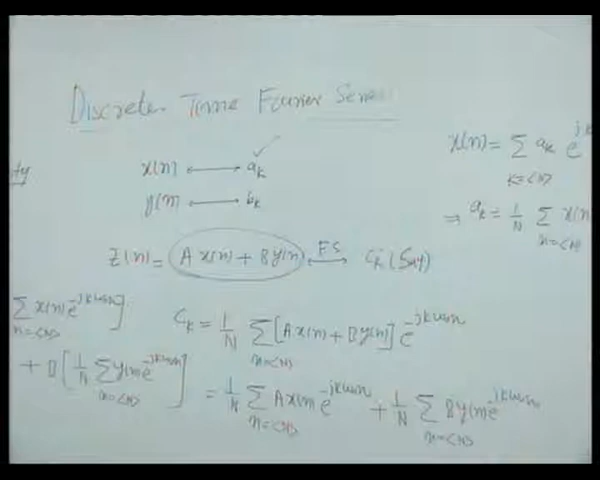 Discrete Time Fourier Series
ty
x(n) ⟷ a_k ✓
y(n) ⟷ b_k
x(n) = ∑_{k=<N>} a_k e^{jk
⇒ a_k = 1/N ∑_{n=<N>} x(n
z(n) = A x(n) + B y(n) ⟷^{FS} C_k (Say)
C_k = 1/N ∑_{n=<N>} [A x(n) + B y(n)] e^{-jkω₀n}
= 1/N ∑_{n=<N>} A x(n) e^{-jkω₀n} + 1/N ∑_{n=<N>} B y(n) e^{-jkω₀n}
∑_{n=<N>} x(n) e^{-jkω₀n} ]
+ B [ 1/N ∑_{n=<N>} y(n) e^{-jkω₀n} ]